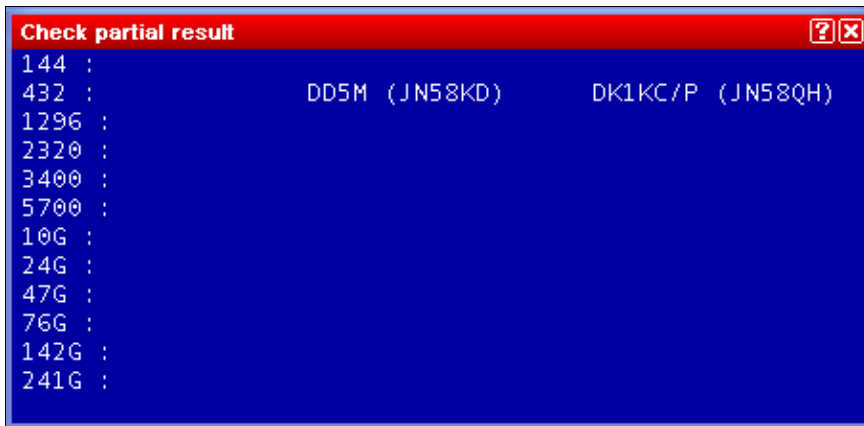 Check partial result
144 :
432 : DD5M (JN58KD) DK1KC/P (JN58QH)
1296 :
2320 :
3400 :
5700 :
10G :
24G :
47G :
76G :
142G :
241G :